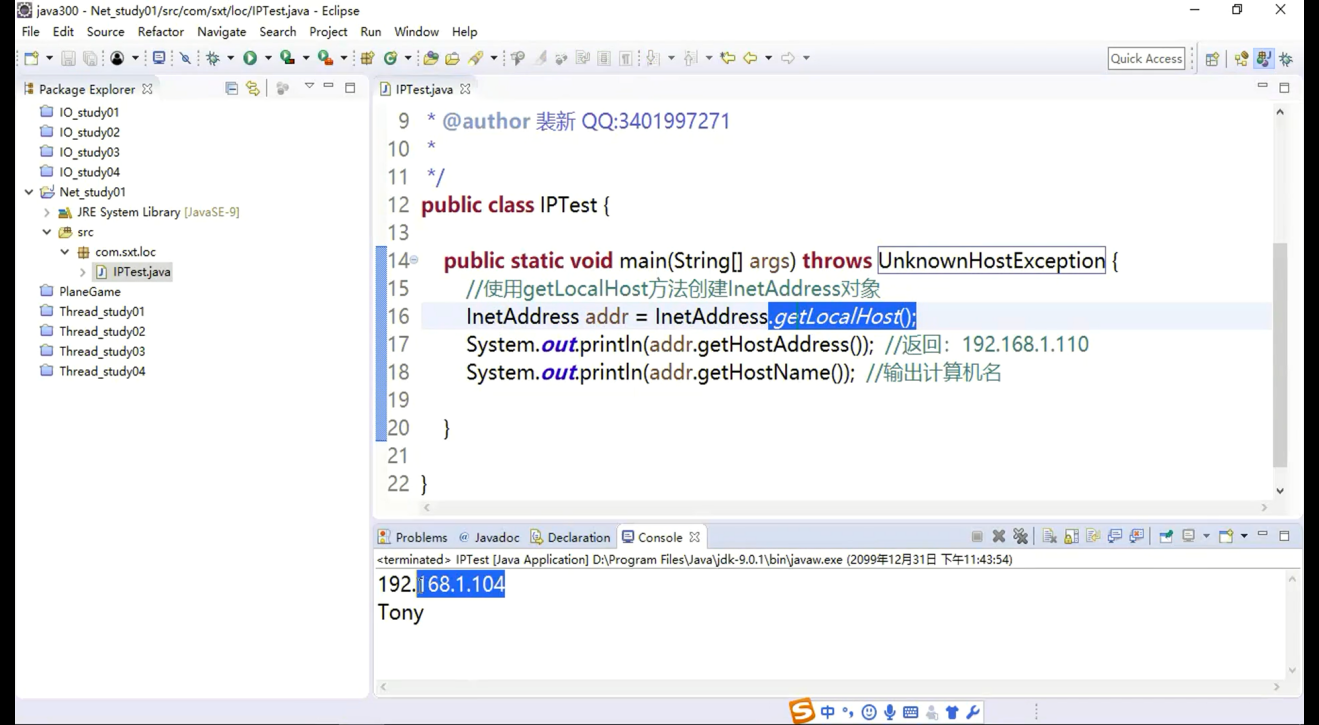 java300 - Net_study01/src/com/sxt/loc/IPTest.java - Eclipse
File Edit Source Refactor Navigate Search Project Run Window Help
Quick Access
Package Explorer
IO_study01
IO_study02
IO_study03
IO_study04
Net_study01
JRE System Library [JavaSE-9]
src
com.sxt.loc
IPTest.java
PlaneGame
Thread_study01
Thread_study02
Thread_study03
Thread_study04
IPTest.java
9 * @author 裴新 QQ:3401997271
10 *
11 */
12 public class IPTest {
13
14 public static void main(String[] args) throws UnknownHostException {
15 //使用getLocalHost方法创建InetAddress对象
16 InetAddress addr = InetAddress.getLocalHost();
17 System.out.println(addr.getHostAddress()); //返回：192.168.1.110
18 System.out.println(addr.getHostName()); //输出计算机名
19
20 }
21
22 }
Problems @ Javadoc Declaration Console
<terminated> IPTest [Java Application] D:\Program Files\Java\jdk-9.0.1\bin\javaw.exe (2099年12月31日 下午11:43:54)
192.168.1.104
Tony
S 中